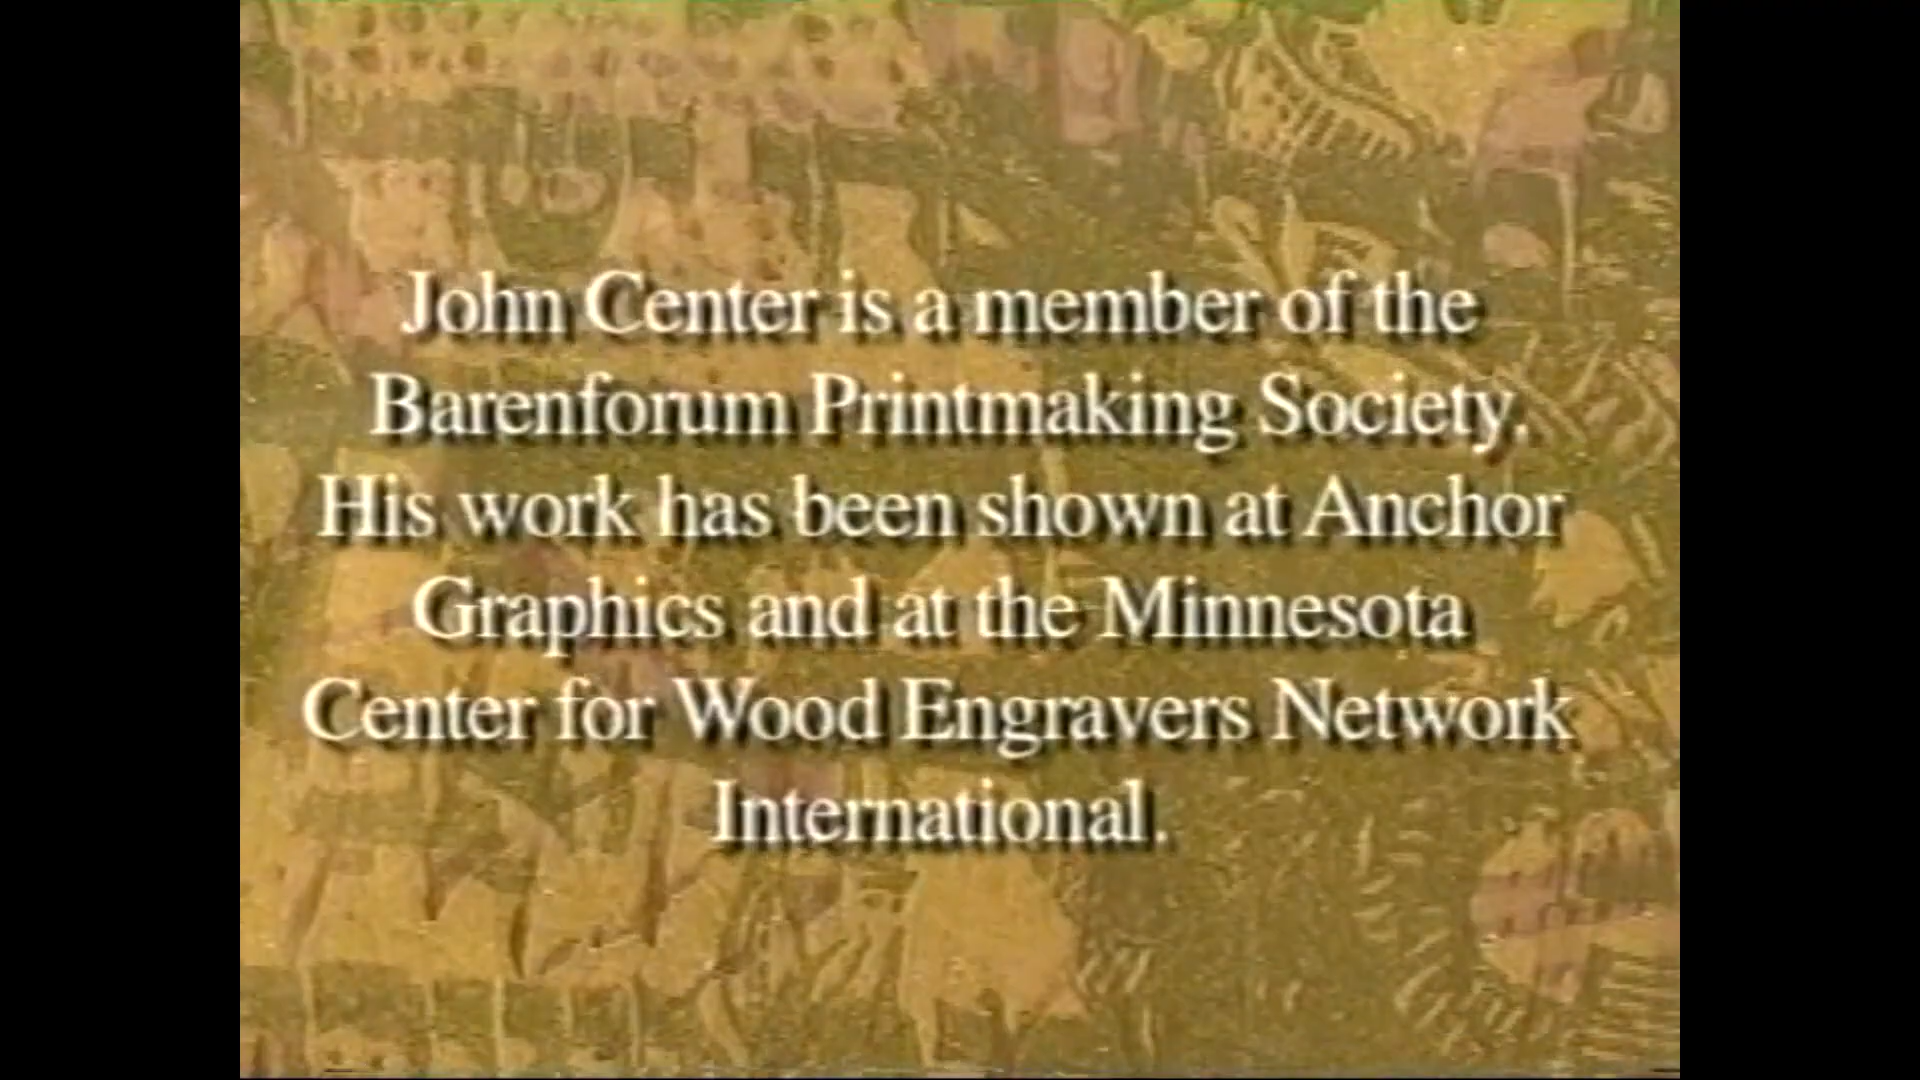 John Center is a member of the
Barenforum Printmaking Society.
His work has been shown at Anchor
Graphics and at the Minnesota
Center for Wood Engravers Network
International.